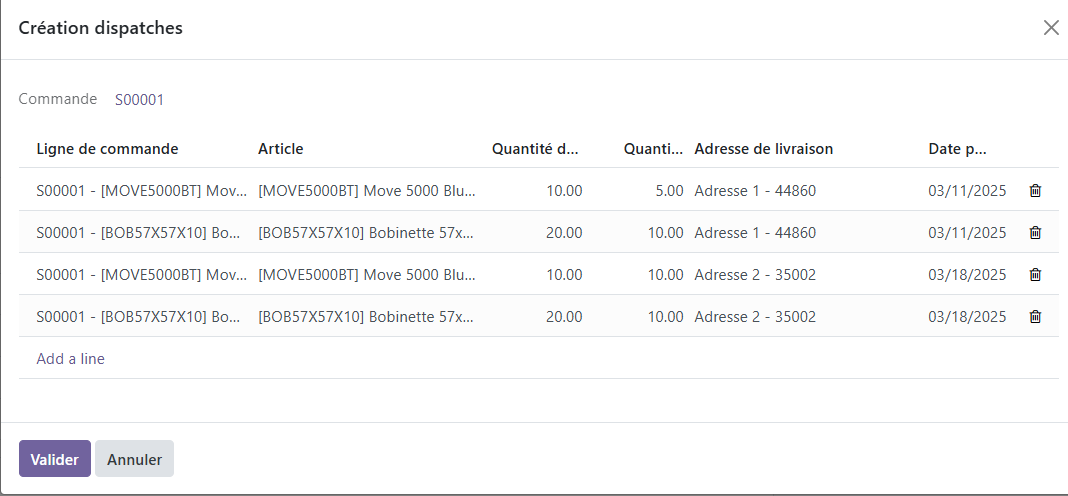 Création dispatches
Commande S00001
Ligne de commande Article Quantité d... Quanti... Adresse de livraison Date p...
S00001 - [MOVE5000BT] Mov... [MOVE5000BT] Move 5000 Blu... 10.00 5.00 Adresse 1 - 44860 03/11/2025
S00001 - [BOB57X57X10] Bo... [BOB57X57X10] Bobinette 57x... 20.00 10.00 Adresse 1 - 44860 03/11/2025
S00001 - [MOVE5000BT] Mov... [MOVE5000BT] Move 5000 Blu... 10.00 10.00 Adresse 2 - 35002 03/18/2025
S00001 - [BOB57X57X10] Bo... [BOB57X57X10] Bobinette 57x... 20.00 10.00 Adresse 2 - 35002 03/18/2025
Add a line
Valider Annuler